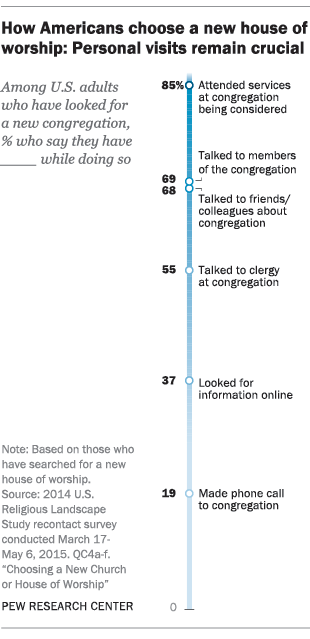 How Americans choose a new house of
worship: Personal visits remain crucial
Among U.S. adults
who have looked for
a new congregation,
% who say they have
____ while doing so
85% Attended services
at congregation
being considered
Talked to members
of the congregation
69
68
Talked to friends/
colleagues about
congregation
55 Talked to clergy
at congregation
37 Looked for
information online
19 Made phone call
to congregation
0
Note: Based on those who
have searched for a new
house of worship.
Source: 2014 U.S.
Religious Landscape
Study recontact survey
conducted March 17-
May 6, 2015. QC4a-f.
“Choosing a New Church
or House of Worship”
PEW RESEARCH CENTER